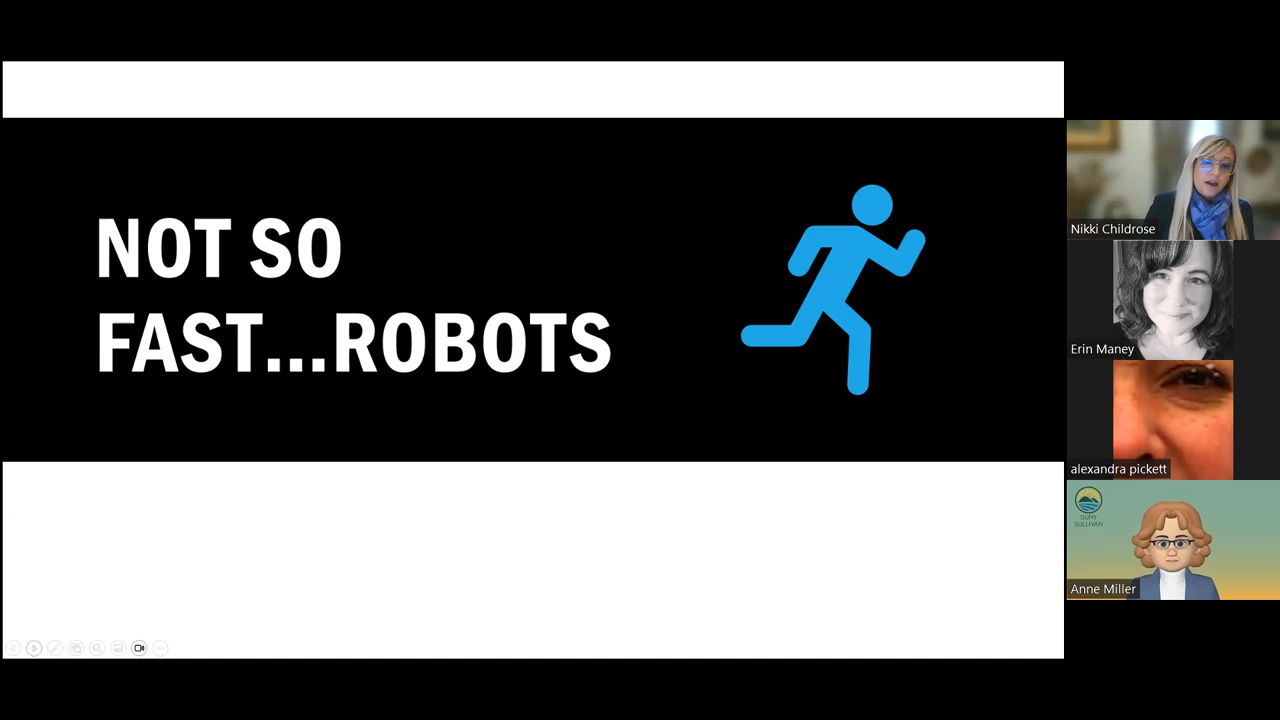 NOT SO
FAST...ROBOTS
Nikki Childrose
Erin Maney
alexandra pickett
SUNY
SULLIVAN
Anne Miller